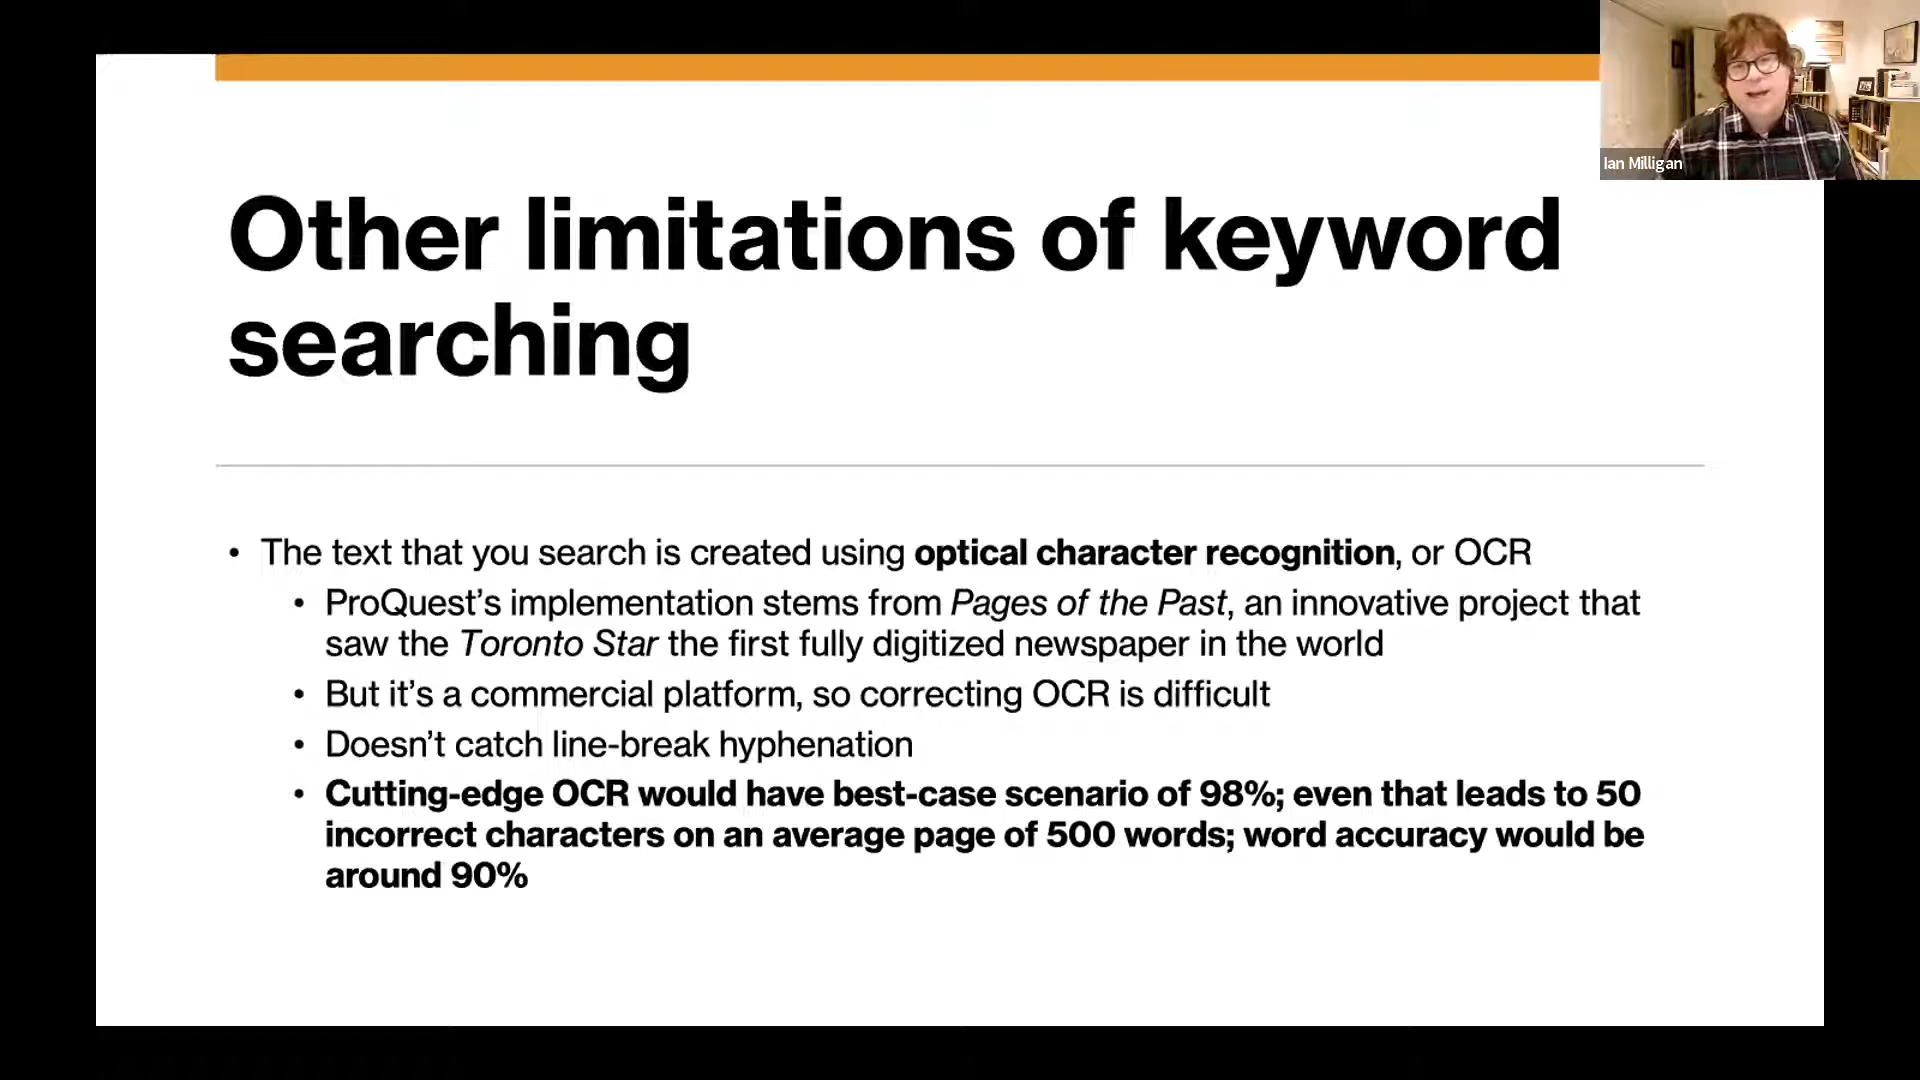 Other limitations of keyword
searching
• The text that you search is created using optical character recognition, or OCR
• ProQuest’s implementation stems from Pages of the Past, an innovative project that
saw the Toronto Star the first fully digitized newspaper in the world
• But it’s a commercial platform, so correcting OCR is difficult
• Doesn’t catch line-break hyphenation
• Cutting-edge OCR would have best-case scenario of 98%; even that leads to 50
incorrect characters on an average page of 500 words; word accuracy would be
around 90%
Ian Milligan